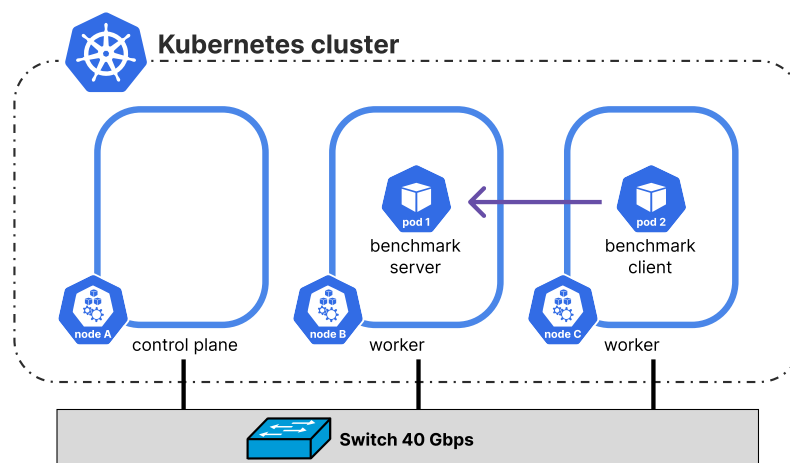 Kubernetes cluster
pod 1
pod 2
benchmark
server
benchmark
client
node A
node B
node C
control plane
worker
worker
Switch 40 Gbps